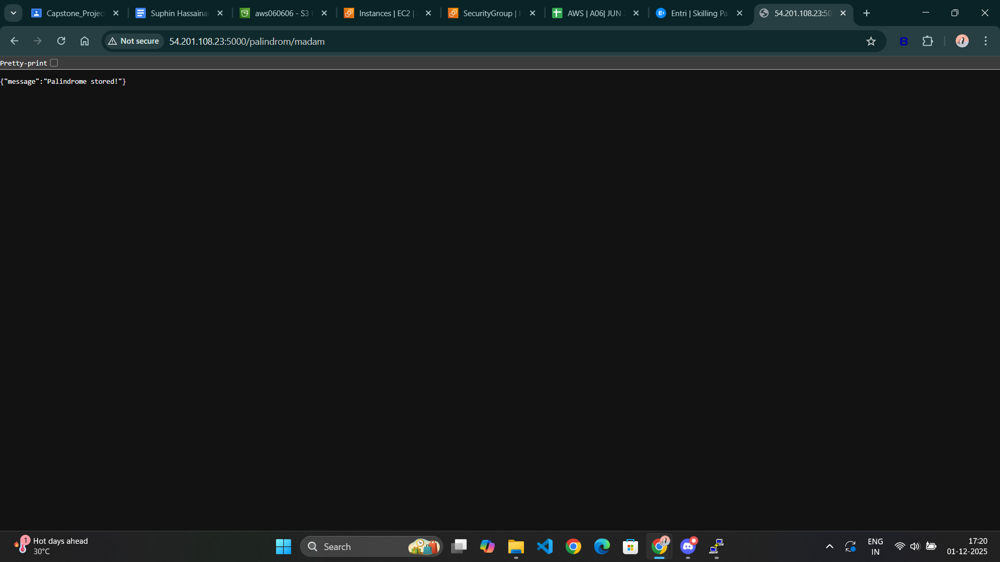 Capstone_Projec
Suphin Hassaina
aws060606 - S3
Instances | EC2 |
SecurityGroup | E
AWS | A06| JUN
Entri | Skilling Pa
54.201.108.23:50
Not secure
54.201.108.23:5000/palindrom/madam
B
Pretty-print
{"message":"Palindrome stored!"}
1
Hot days ahead
30°C
Search
ENG
IN
17:20
01-12-2025